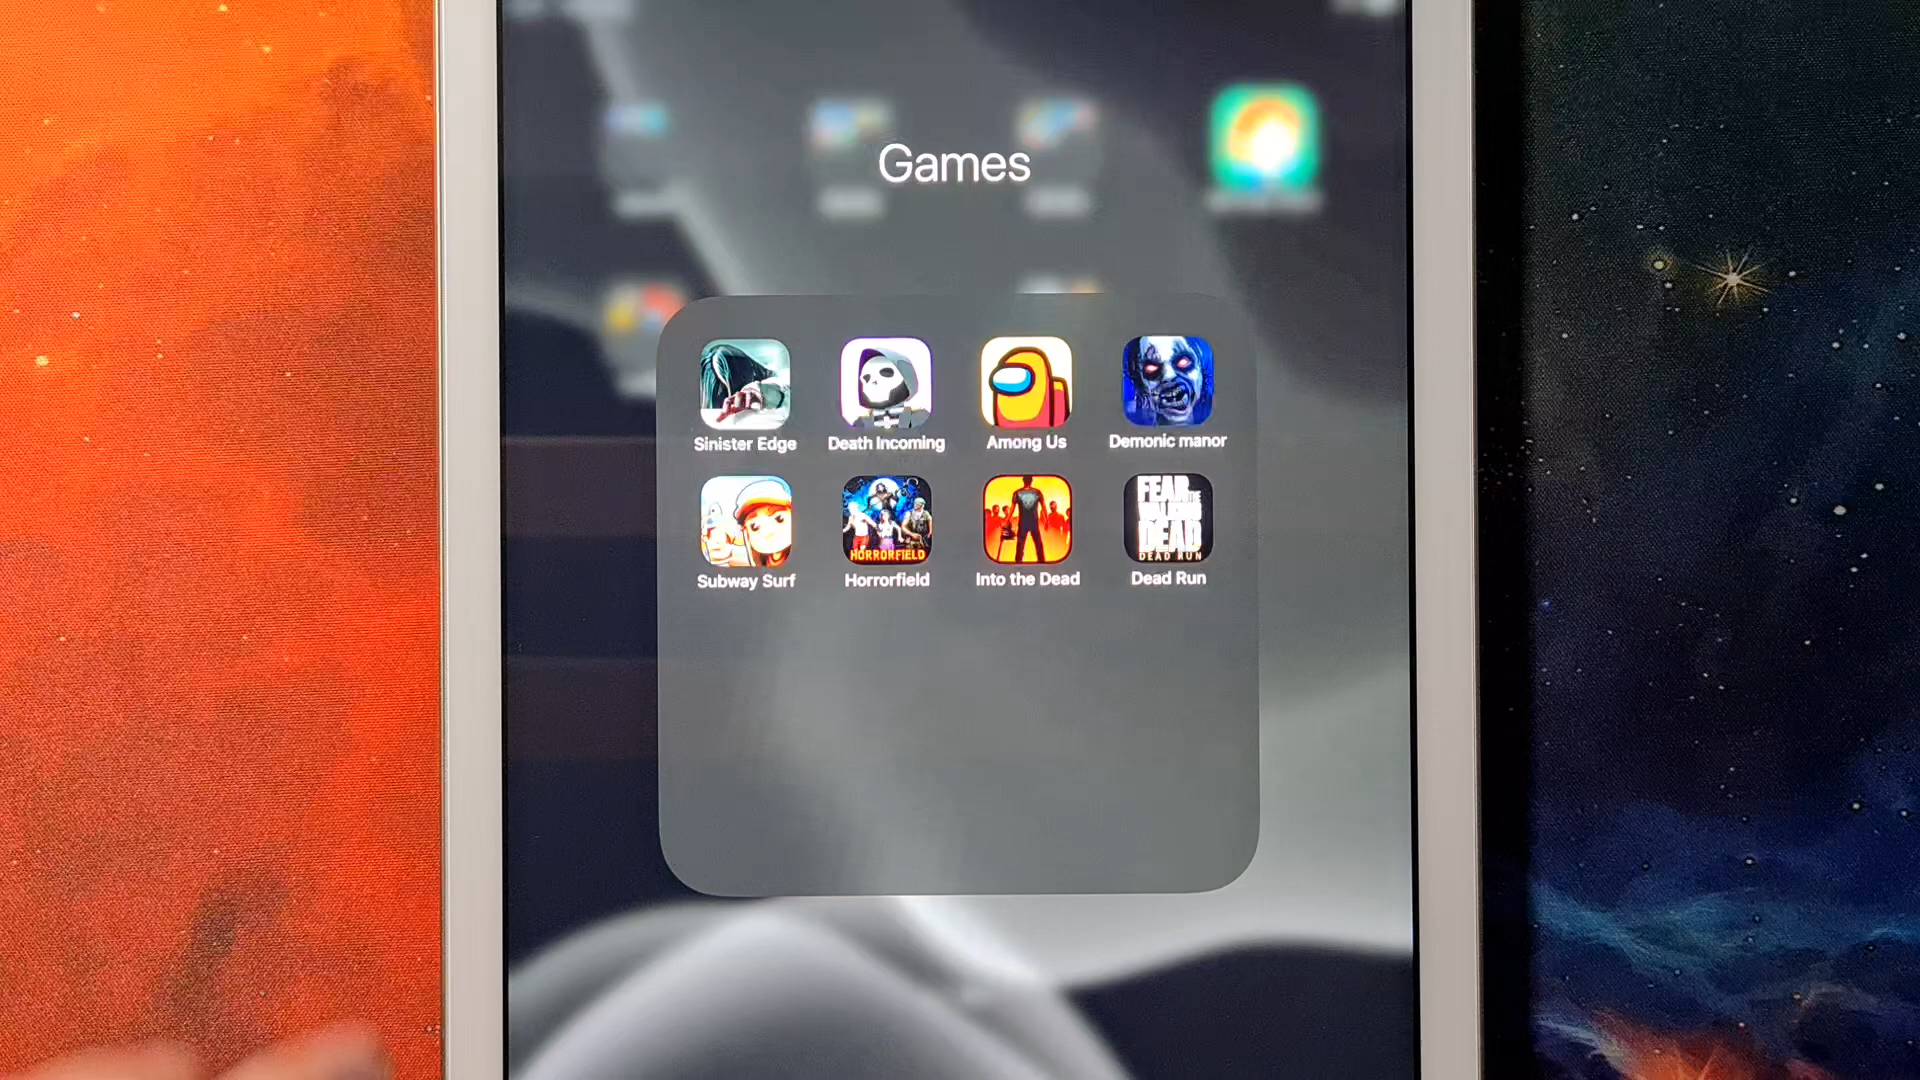 Games
Sinister Edge
Death Incoming
Among Us
Demonic manor
HORRORFIELD
FEAR THE
WALKING
DEAD
DEAD RUN
Subway Surf
Horrorfield
Into the Dead
Dead Run